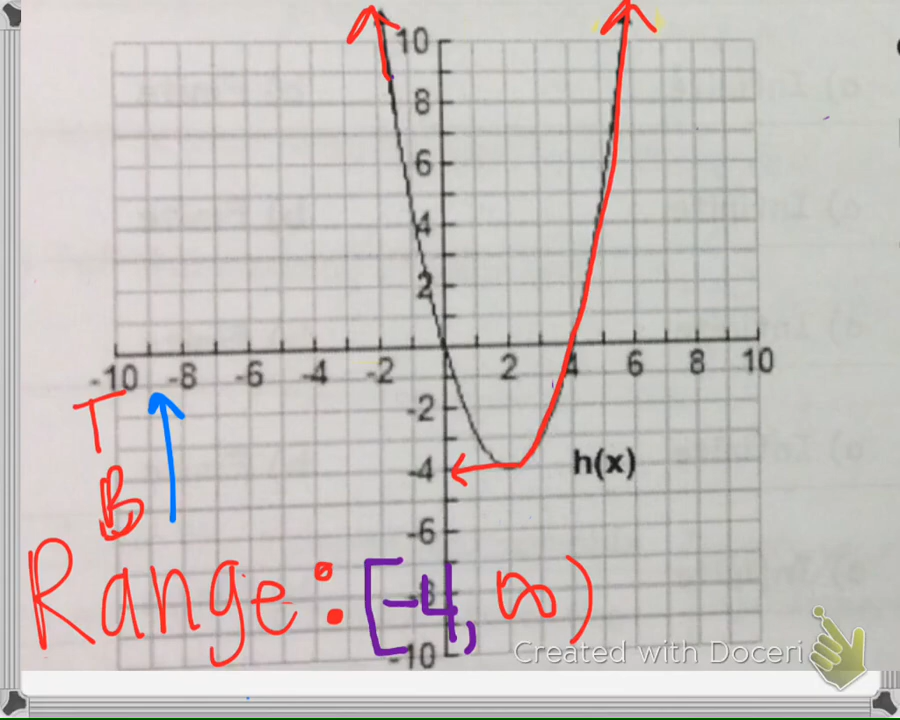 10
8
6
4
2
-10 -8 -6 -4 -2 2 4 6 8 10
-2
T
-4 h(x)
B
-6
Range: [-4, ∞)
-10 Created with Doceri